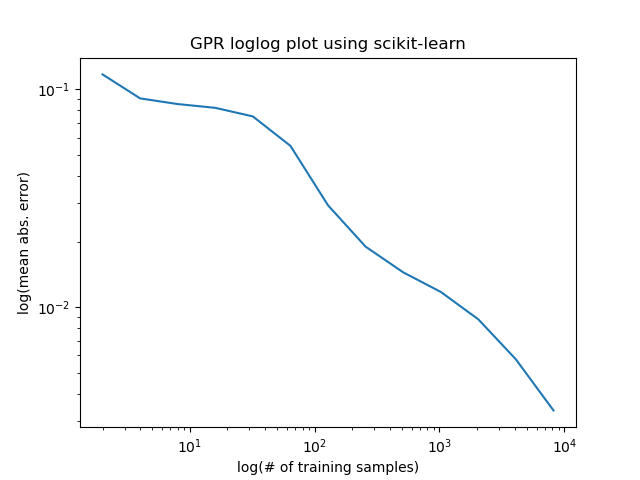 GPR loglog plot using scikit-learn
10⁻¹
10⁻²
log(mean abs. error)
10¹ 10² 10³ 10⁴
log(# of training samples)